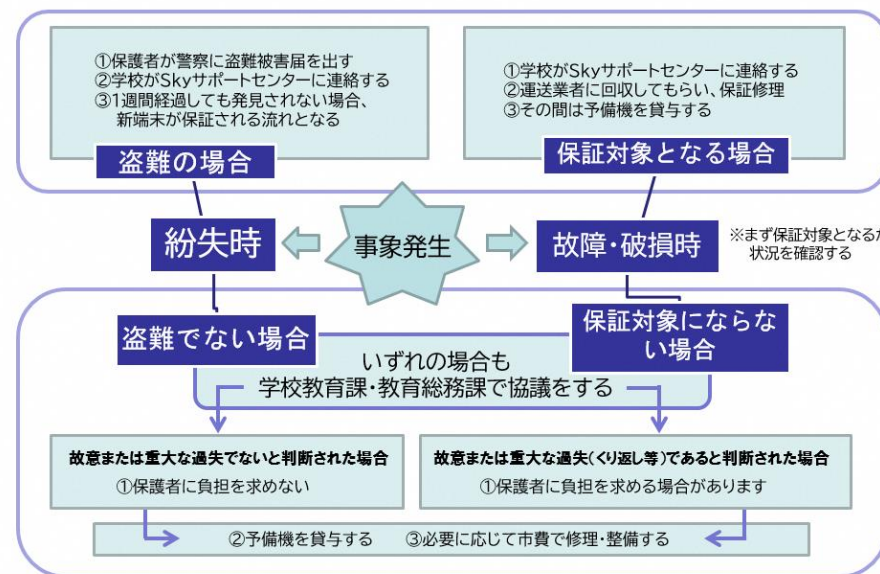 ①保護者が警察に盗難被害届を出す
②学校がSkyサポートセンターに連絡する
③1週間経過しても発見されない場合、
新端末が保証される流れとなる
盗難の場合
①学校がSkyサポートセンターに連絡する
②運送業者に回収してもらい、保証修理
③その間は予備機を貸与する
保証対象となる場合
紛失時
事象発生
故障・破損時
※まず保証対象となるか
状況を確認する
盗難でない場合
保証対象にならな
い場合
いずれの場合も
学校教育課・教育総務課で協議をする
故意または重大な過失でないと判断された場合
①保護者に負担を求めない
故意または重大な過失(くり返し等)であると判断された場合
①保護者に負担を求める場合があります
②予備機を貸与する ③必要に応じて市費で修理・整備する